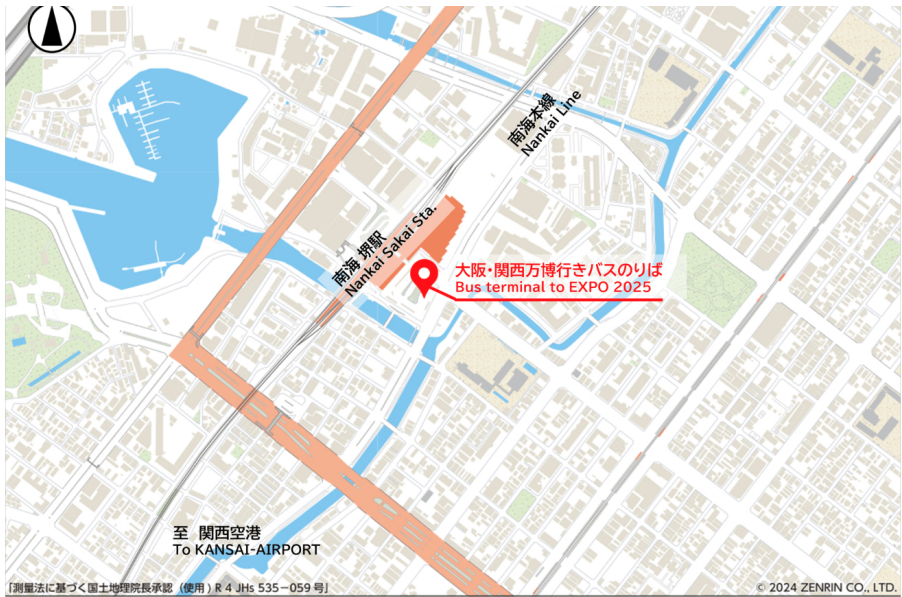 南海本線
Nankai Line
南海 堺駅
Nankai Sakai Sta.
大阪・関西万博行きバスのりば
Bus terminal to EXPO 2025
至 関西空港
To KANSAI-AIRPORT
「測量法に基づく国土地理院長承認（使用）R 4 JHs 535－059 号」
© 2024 ZENRIN CO., LTD.